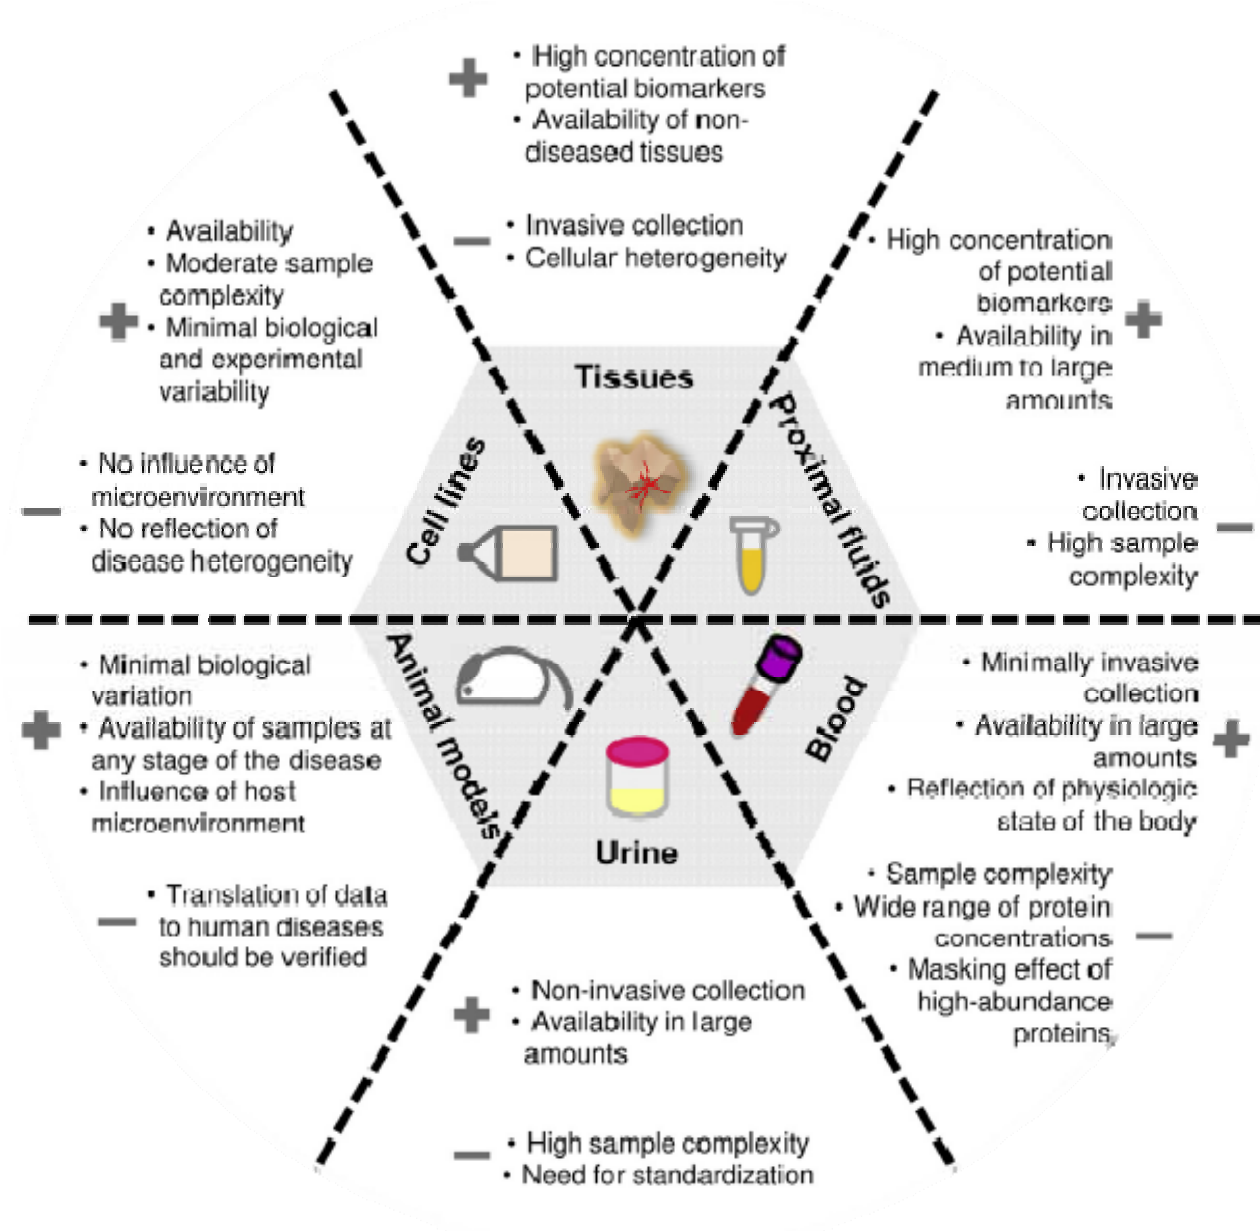 • High concentration of
potential biomarkers
• Availability of non-
diseased tissues
• Invasive collection
• Cellular heterogeneity
Tissues
• High concentration
of potential
biomarkers
• Availability in
medium to large
amounts
• Invasive
collection
• High sample
complexity
Proximal fluids
• Minimally invasive
collection
• Availability in large
amounts
• Reflection of physiologic
state of the body
• Sample complexity
• Wide range of protein
concentrations
• Masking effect of
high-abundance
proteins
Blood
Urine
• Non-invasive collection
• Availability in large
amounts
• High sample complexity
• Need for standardization
Animal models
• Minimal biological
variation
• Availability of samples at
any stage of the disease
• Influence of host
microenvironment
• Translation of data
to human diseases
should be verified
Cell lines
• Availability
• Moderate sample
complexity
• Minimal biological
and experimental
variability
• No influence of
microenvironment
• No reflection of
disease heterogeneity